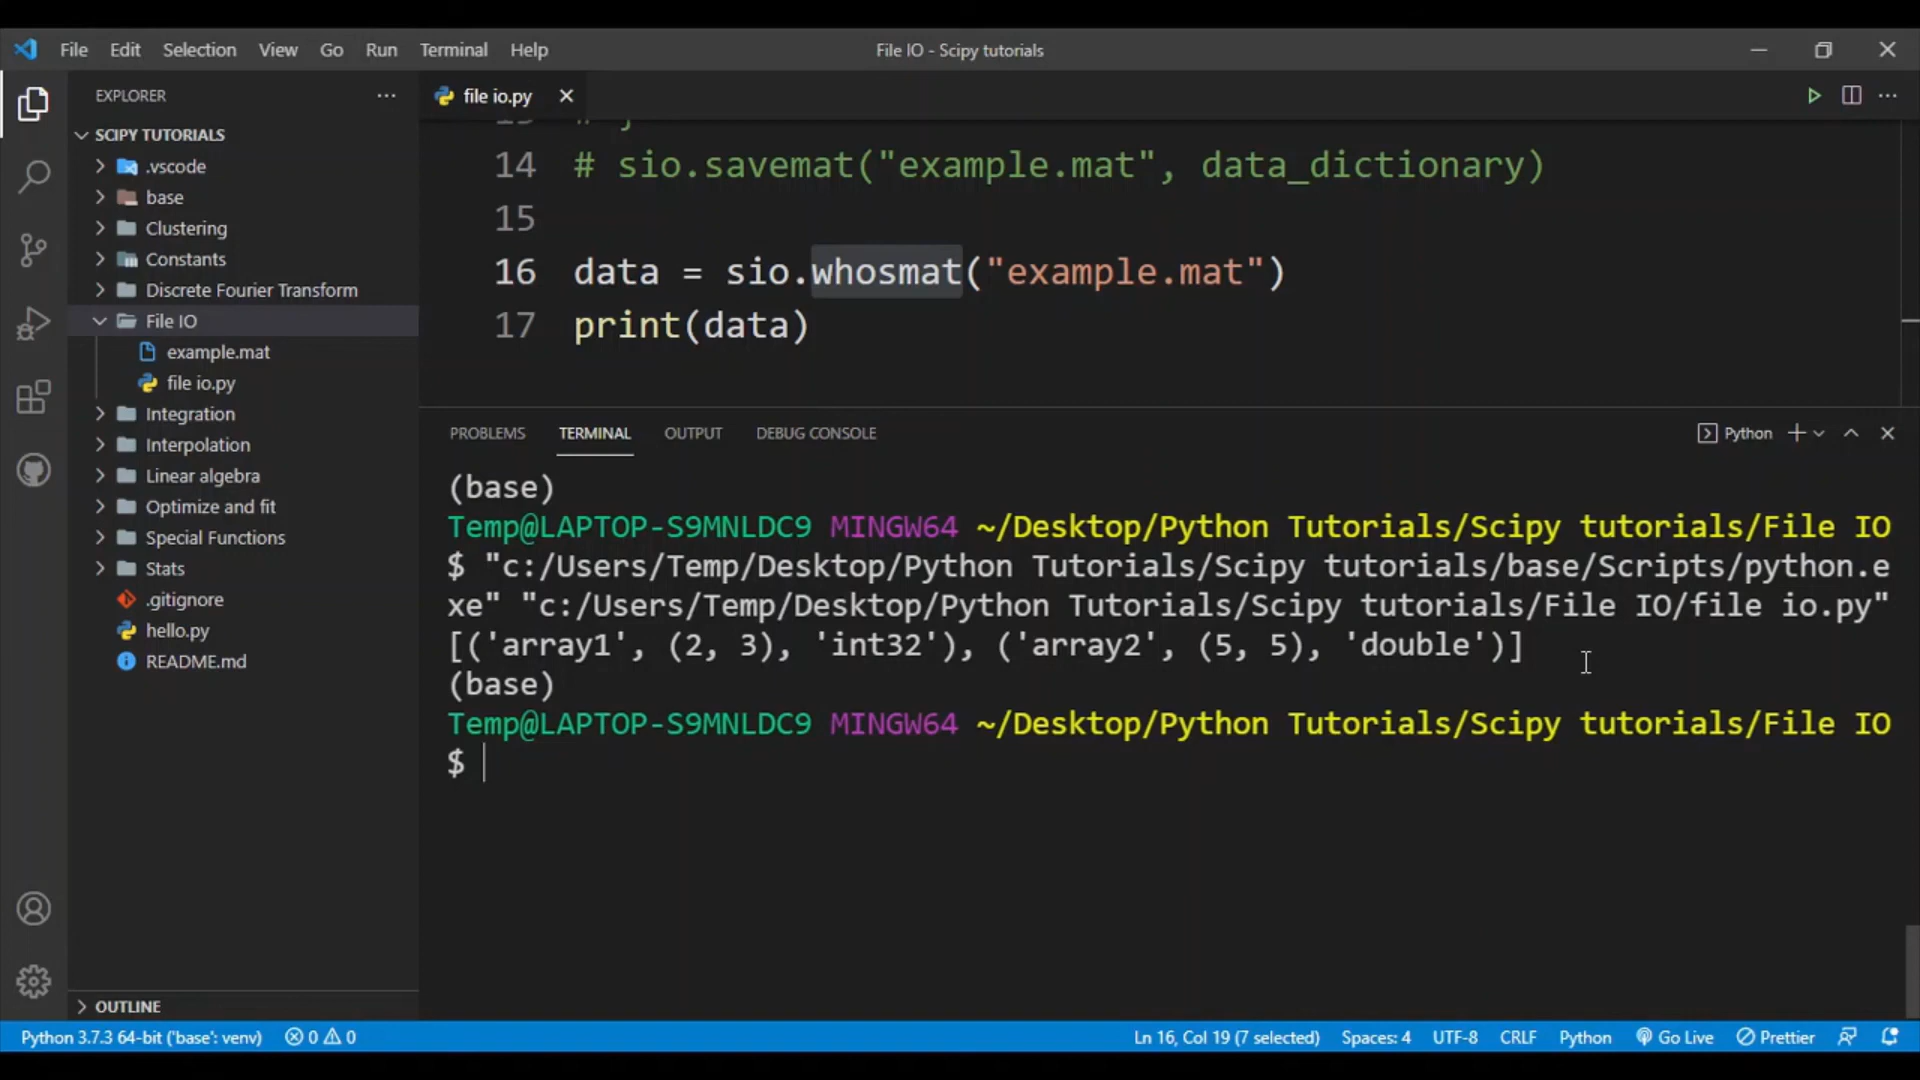 File Edit Selection View Go Run Terminal Help
File IO - Scipy tutorials
EXPLORER
SCIPY TUTORIALS
.vscode
base
Clustering
Constants
Discrete Fourier Transform
File IO
example.mat
file io.py
Integration
Interpolation
Linear algebra
Optimize and fit
Special Functions
Stats
.gitignore
hello.py
README.md
OUTLINE
file io.py
14 # sio.savemat("example.mat", data_dictionary)
15
16 data = sio.whosmat("example.mat")
17 print(data)
PROBLEMS TERMINAL OUTPUT DEBUG CONSOLE
Python
(base)
Temp@LAPTOP-S9MNLDC9 MINGW64 ~/Desktop/Python Tutorials/Scipy tutorials/File IO
$ "c:/Users/Temp/Desktop/Python Tutorials/Scipy tutorials/base/Scripts/python.e
xe" "c:/Users/Temp/Desktop/Python Tutorials/Scipy tutorials/File IO/file io.py"
[('array1', (2, 3), 'int32'), ('array2', (5, 5), 'double')]
(base)
Temp@LAPTOP-S9MNLDC9 MINGW64 ~/Desktop/Python Tutorials/Scipy tutorials/File IO
$
Python 3.7.3 64-bit ('base': venv) 0 0 Ln 16, Col 19 (7 selected) Spaces: 4 UTF-8 CRLF Python Go Live Prettier